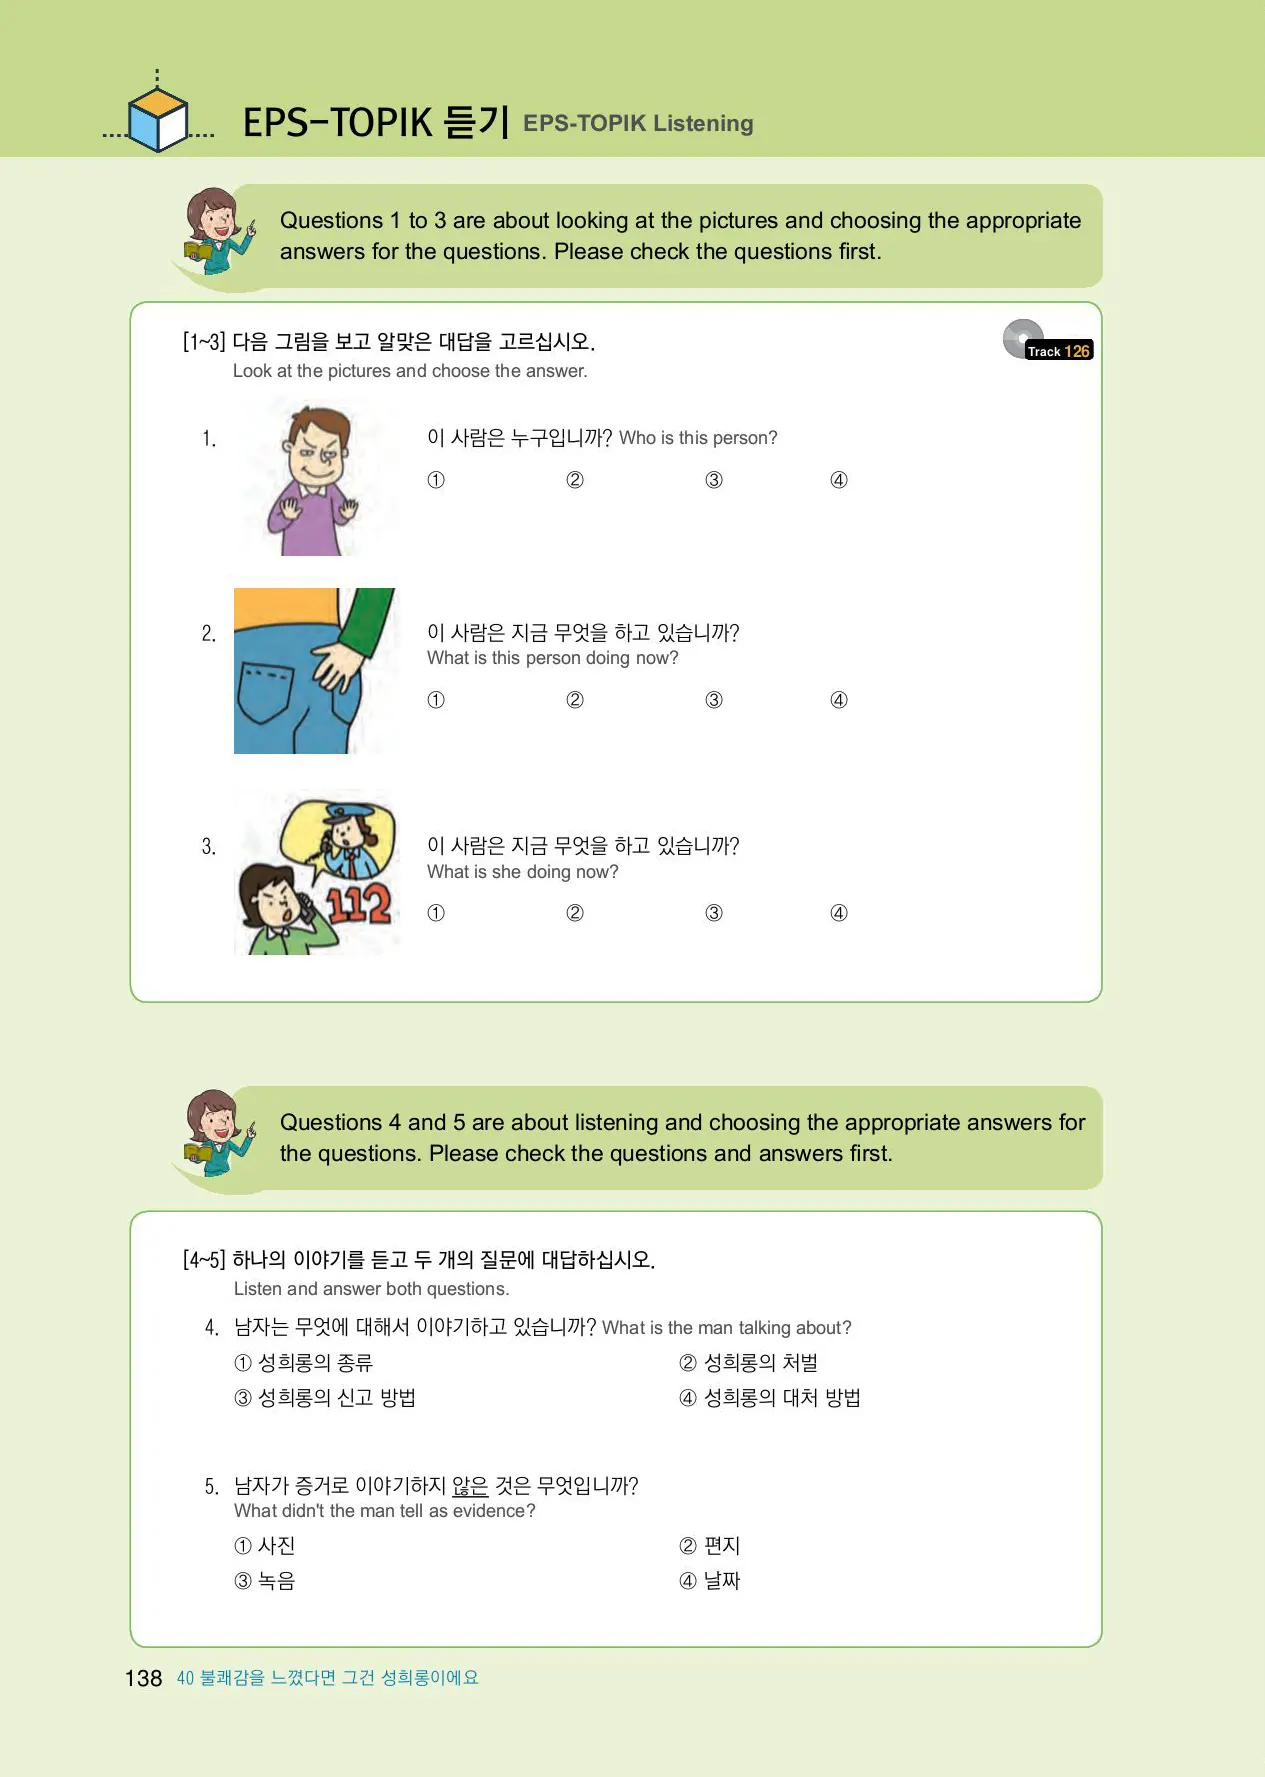 EPS-TOPIK 듣기 EPS-TOPIK Listening
Questions 1 to 3 are about looking at the pictures and choosing the appropriate
answers for the questions. Please check the questions first.
[1~3] 다음 그림을 보고 알맞은 대답을 고르십시오.
Track 126
Look at the pictures and choose the answer.
1. 이 사람은 누구입니까? Who is this person?
① ② ③ ④
2. 이 사람은 지금 무엇을 하고 있습니까?
What is this person doing now?
① ② ③ ④
3. 이 사람은 지금 무엇을 하고 있습니까?
What is she doing now?
112
① ② ③ ④
Questions 4 and 5 are about listening and choosing the appropriate answers for
the questions. Please check the questions and answers first.
[4~5] 하나의 이야기를 듣고 두 개의 질문에 대답하십시오.
Listen and answer both questions.
4. 남자는 무엇에 대해서 이야기하고 있습니까? What is the man talking about?
① 성희롱의 종류 ② 성희롱의 처벌
③ 성희롱의 신고 방법 ④ 성희롱의 대처 방법
5. 남자가 증거로 이야기하지 않은 것은 무엇입니까?
What didn't the man tell as evidence?
① 사진 ② 편지
③ 녹음 ④ 날짜
138 40 불쾌감을 느꼈다면 그건 성희롱이에요